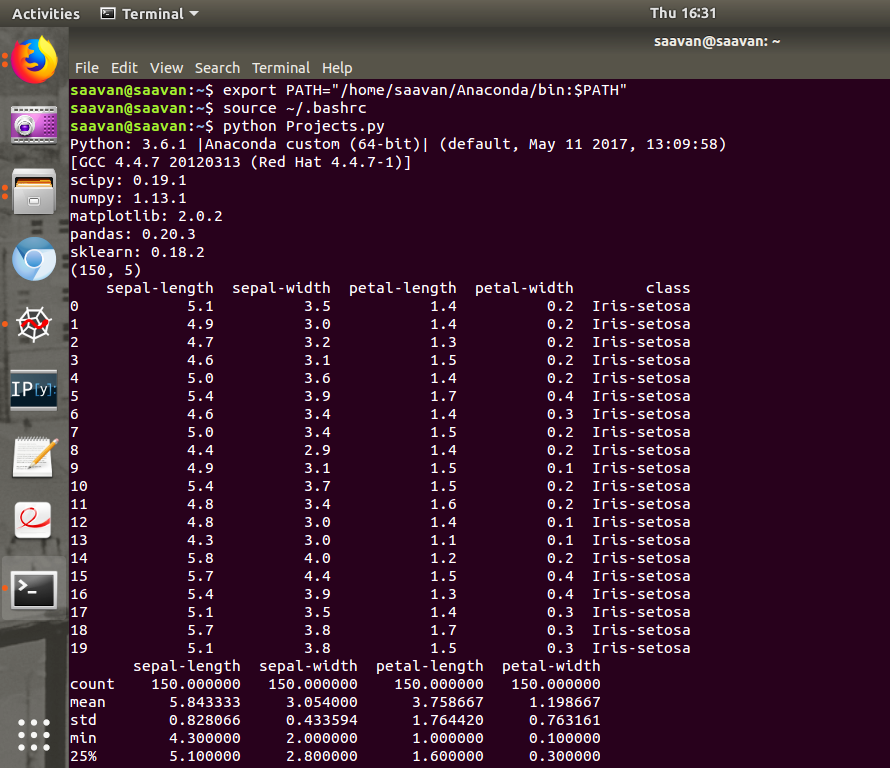 Activities Terminal Thu 16:31
saavan@saavan: ~
File Edit View Search Terminal Help
saavan@saavan:~$ export PATH="/home/saavan/Anaconda/bin:$PATH"
saavan@saavan:~$ source ~/.bashrc
saavan@saavan:~$ python Projects.py
Python: 3.6.1 |Anaconda custom (64-bit)| (default, May 11 2017, 13:09:58)
[GCC 4.4.7 20120313 (Red Hat 4.4.7-1)]
scipy: 0.19.1
numpy: 1.13.1
matplotlib: 2.0.2
pandas: 0.20.3
sklearn: 0.18.2
(150, 5)
sepal-length sepal-width petal-length petal-width class
0 5.1 3.5 1.4 0.2 Iris-setosa
1 4.9 3.0 1.4 0.2 Iris-setosa
2 4.7 3.2 1.3 0.2 Iris-setosa
3 4.6 3.1 1.5 0.2 Iris-setosa
4 5.0 3.6 1.4 0.2 Iris-setosa
5 5.4 3.9 1.7 0.4 Iris-setosa
6 4.6 3.4 1.4 0.3 Iris-setosa
7 5.0 3.4 1.5 0.2 Iris-setosa
8 4.4 2.9 1.4 0.2 Iris-setosa
9 4.9 3.1 1.5 0.1 Iris-setosa
10 5.4 3.7 1.5 0.2 Iris-setosa
11 4.8 3.4 1.6 0.2 Iris-setosa
12 4.8 3.0 1.4 0.1 Iris-setosa
13 4.3 3.0 1.1 0.1 Iris-setosa
14 5.8 4.0 1.2 0.2 Iris-setosa
15 5.7 4.4 1.5 0.4 Iris-setosa
16 5.4 3.9 1.3 0.4 Iris-setosa
17 5.1 3.5 1.4 0.3 Iris-setosa
18 5.7 3.8 1.7 0.3 Iris-setosa
19 5.1 3.8 1.5 0.3 Iris-setosa
sepal-length sepal-width petal-length petal-width
count 150.000000 150.000000 150.000000 150.000000
mean 5.843333 3.054000 3.758667 1.198667
std 0.828066 0.433594 1.764420 0.763161
min 4.300000 2.000000 1.000000 0.100000
25% 5.100000 2.800000 1.600000 0.300000
IP[y]: